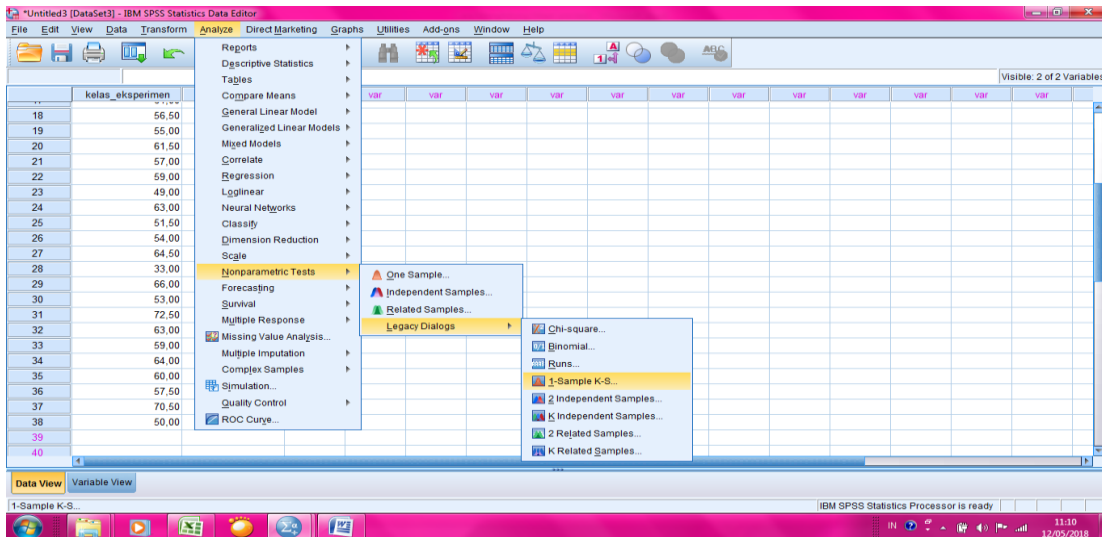 *Untitled3 [DataSet3] - IBM SPSS Statistics Data Editor
File Edit View Data Transform Analyze Direct Marketing Graphs Utilities Add-ons Window Help
Visible: 2 of 2 Variables
kelas_eksperimen var var var var var var var var var var var var
18 56,50
19 55,00
20 61,50
21 57,00
22 59,00
23 49,00
24 63,00
25 51,50
26 54,00
27 64,50
28 33,00
29 66,00
30 53,00
31 72,50
32 63,00
33 59,00
34 64,00
35 60,00
36 57,50
37 70,50
38 50,00
39
40
Reports
Descriptive Statistics
Tables
Compare Means
General Linear Model
Generalized Linear Models
Mixed Models
Correlate
Regression
Loglinear
Neural Networks
Classify
Dimension Reduction
Scale
Nonparametric Tests
Forecasting
Survival
Multiple Response
Missing Value Analysis...
Multiple Imputation
Complex Samples
Simulation...
Quality Control
ROC Curve...
One Sample...
Independent Samples...
Related Samples...
Legacy Dialogs
Chi-square...
Binomial...
Runs...
1-Sample K-S...
2 Independent Samples...
K Independent Samples...
2 Related Samples...
K Related Samples...
Data View Variable View
1-Sample K-S...
IBM SPSS Statistics Processor is ready
IN
11:10
12/05/2018